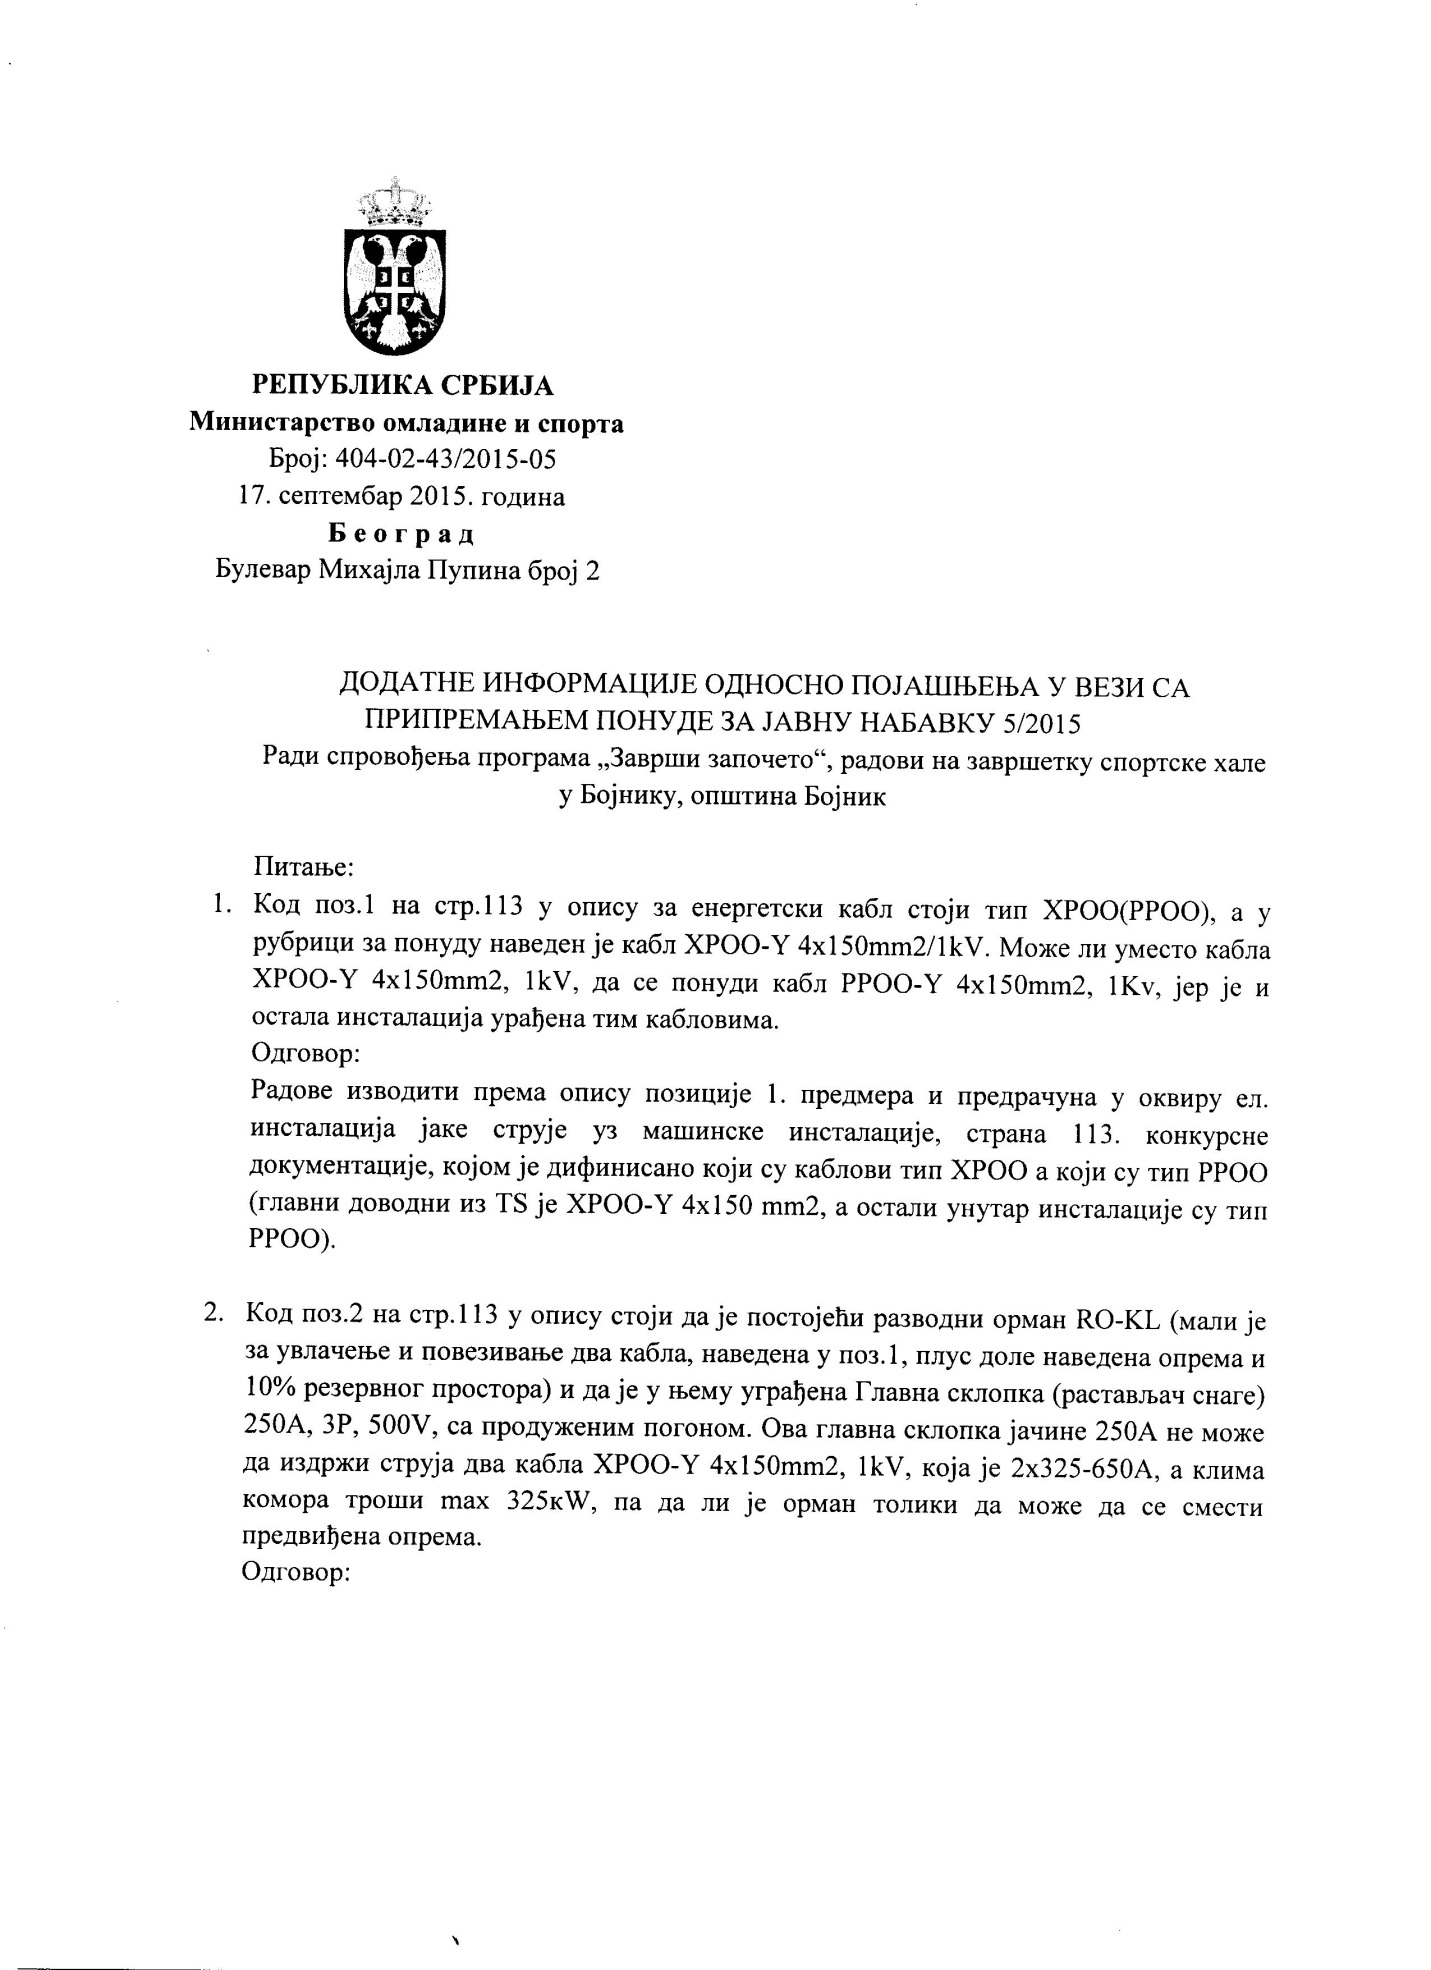 РЕПУБЛИКА СРБИЈА
Министарство омладине и спорта
Број: 404-02-43/2015-05
17. септембар 2015. година
Б е о г р а д
Булевар Михајла Пупина број 2
ДОДАТНЕ ИНФОРМАЦИЈЕ ОДНОСНО ПОЈАШЊЕЊА У ВЕЗИ СА
ПРИПРЕМАЊЕМ ПОНУДЕ ЗА ЈАВНУ НАБАВКУ 5/2015
Ради спровођења програма „Заврши започето“, радови на завршетку спортске хале
у Бојнику, општина Бојник
Питање:
1. Код поз.1 на стр.113 у опису за енергетски кабл стоји тип ХРОО(РРОО), а у
рубрици за понуду наведен је кабл XPOO-Y 4x150mm2/1kV. Може ли уместо кабла
XPOO-Y 4x150mm2, 1kV, да се понуди кабл PPOO-Y 4x150mm2, 1Kv, јер је и
остала инсталација урађена тим кабловима.
Одговор:
Радове изводити према опису позиције 1. предмера и предрачуна у оквиру ел.
инсталација јаке струје уз машинске инсталације, страна 113. конкурсне
документације, којом је дифинисано који су каблови тип ХРОО а који су тип РРОО
(главни доводни из TS је XPOO-Y 4x150 mm2, а остали унутар инсталације су тип
РРОО).
2. Код поз.2 на стр.113 у опису стоји да је постојећи разводни орман RO-KL (мали је
за увлачење и повезивање два кабла, наведена у поз.1, плус доле наведена опрема и
10% резервног простора) и да је у њему уграђена Главна склопка (растављач снаге)
250A, 3P, 500V, са продуженим погоном. Ова главна склопка јачине 250А не може
да издржи струја два кабла XPOO-Y 4x150mm2, 1kV, која је 2x325-650A, а клима
комора троши max 325кW, па да ли је орман толики да може да се смести
предвиђена опрема.
Одговор: